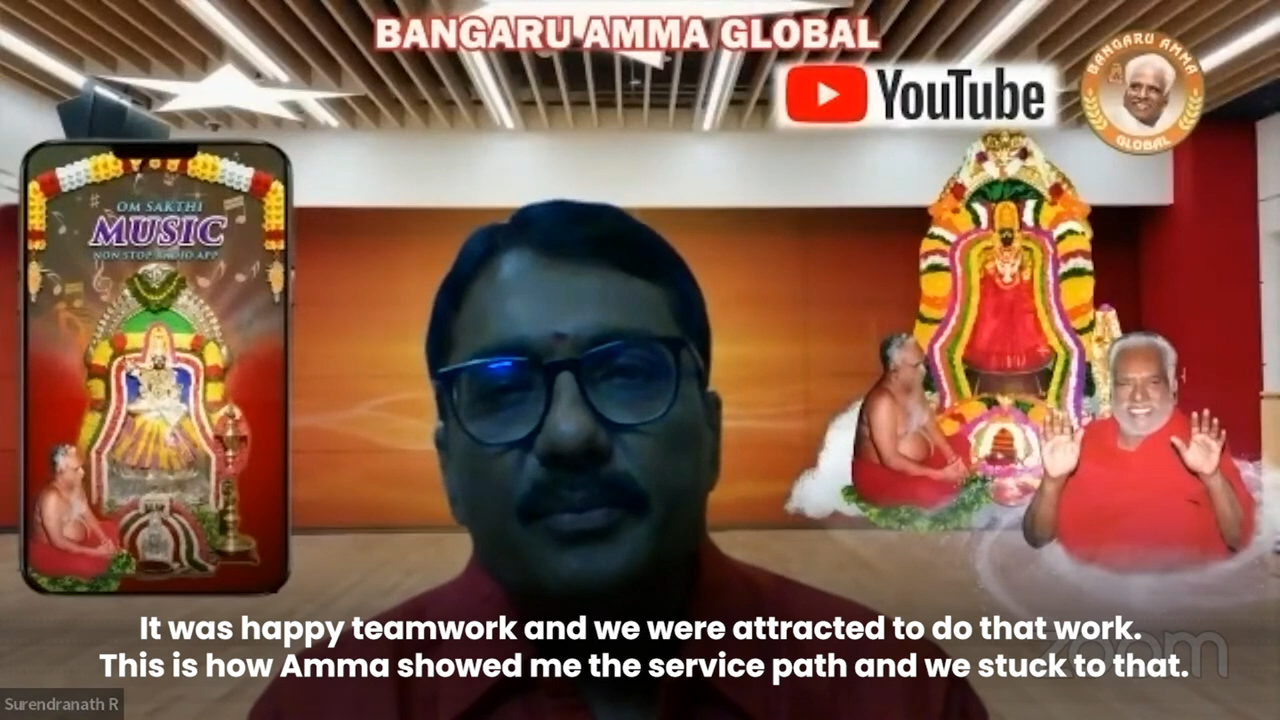 BANGARU AMMA GLOBAL
YouTube
BANGARU AMMA
GLOBAL
OM SAKTHI
MUSIC
NON STOP RADIO APP
It was happy teamwork and we were attracted to do that work.
This is how Amma showed me the service path and we stuck to that.
zoom
Surendranath R